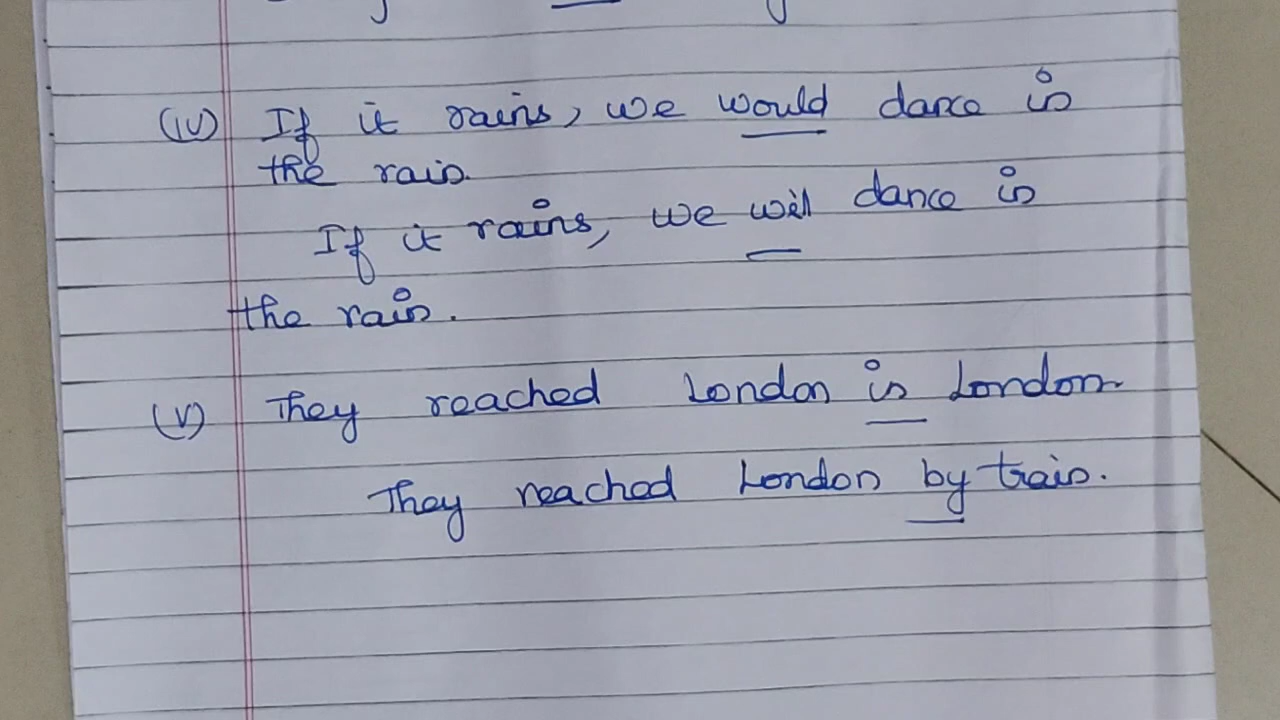 (iv) If it rains, we would dance in
the rain.
If it rains, we will dance in
the rain.
(v) They reached London in London
They reached London by train.